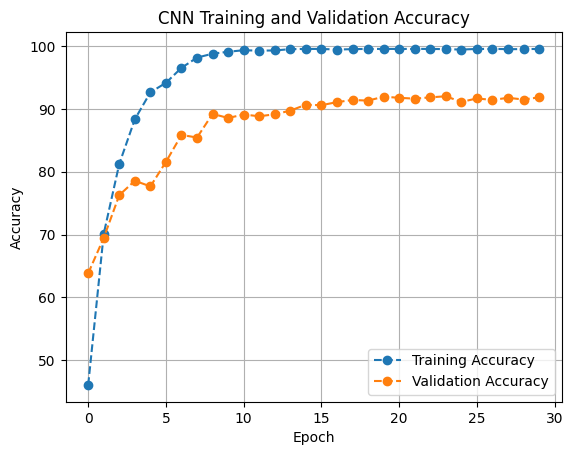 CNN Training and Validation Accuracy
100
90
80
70
60
50
Accuracy
0 5 10 15 20 25 30
Epoch
Training Accuracy
Validation Accuracy